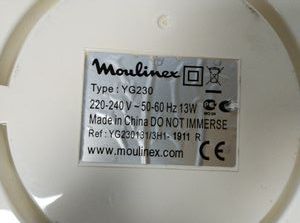 Moulinex
Type : YG230
220-240 V ~ 50-60 Hz 13W
Made in China DO NOT IMMERSE
Ref : YG230131/3H1- 1911 R
www.moulinex.com CE